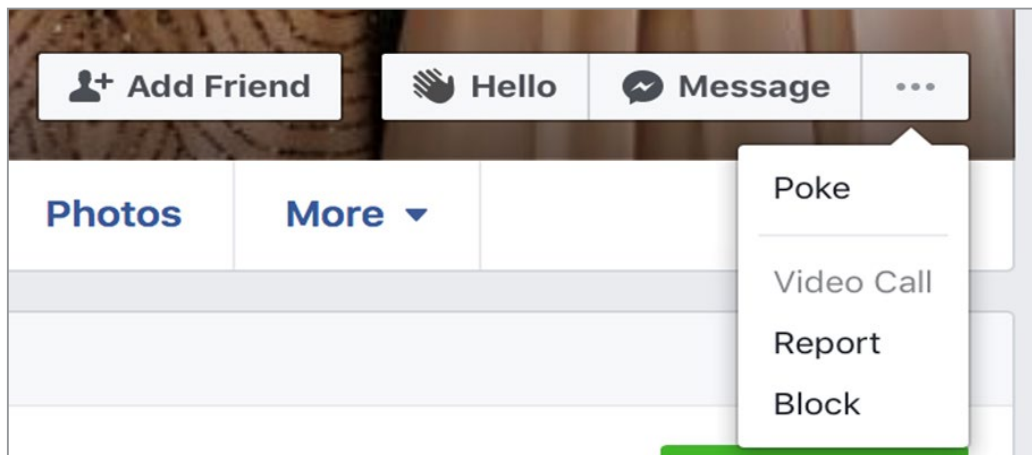 Add Friend
Hello
Message
Photos
More
Poke
Video Call
Report
Block